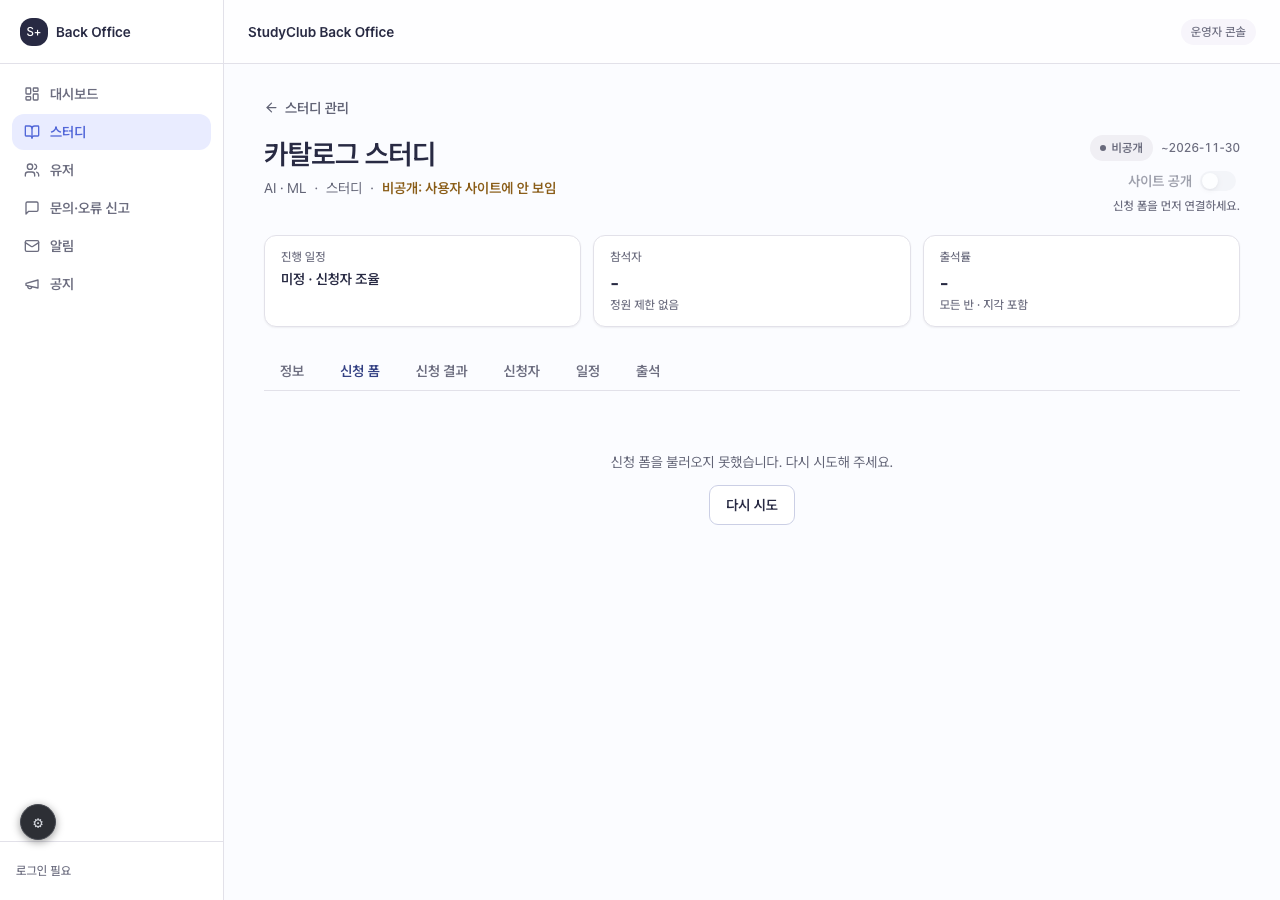 S+ Back Office
StudyClub Back Office
운영자 콘솔
대시보드
스터디
유저
문의·오류 신고
알림
공지
로그인 필요
스터디 관리
카탈로그 스터디
AI · ML · 스터디 · 비공개: 사용자 사이트에 안 보임
비공개 ~2026-11-30
사이트 공개
신청 폼을 먼저 연결하세요.
진행 일정
미정 · 신청자 조율
참석자
–
정원 제한 없음
출석률
–
모든 반 · 지각 포함
정보 신청 폼 신청 결과 신청자 일정 출석
신청 폼을 불러오지 못했습니다. 다시 시도해 주세요.
다시 시도